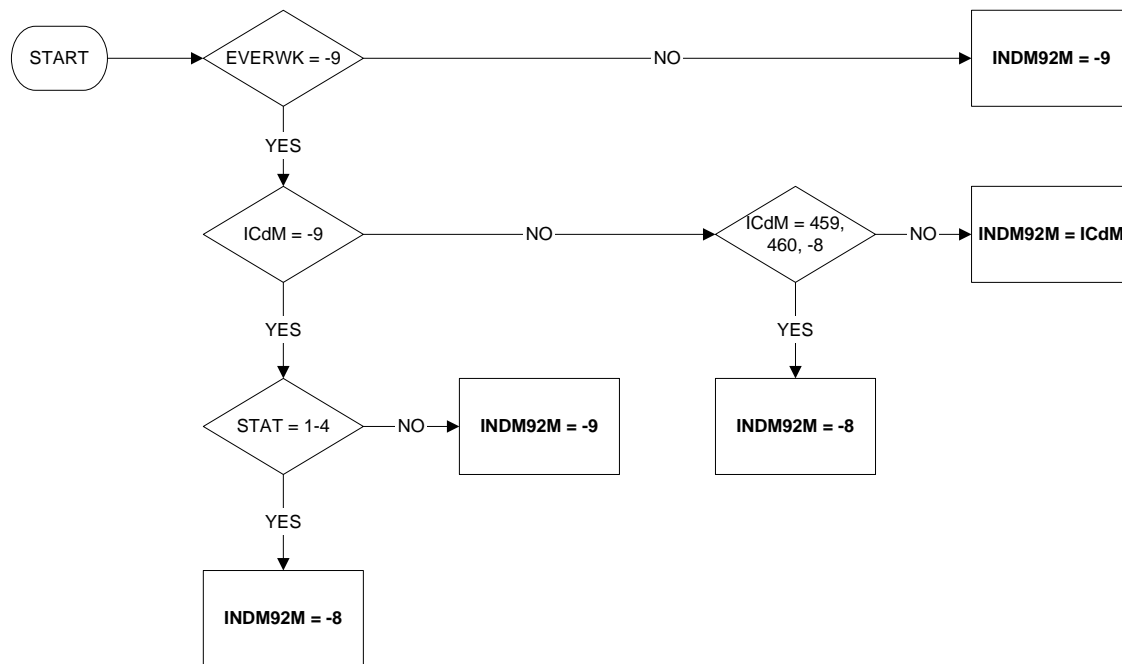 START
EVERWK = -9
NO
INDM92M = -9
YES
ICdM = -9
NO
ICdM = 459,
460, -8
NO
INDM92M = ICdM
YES
YES
STAT = 1-4
NO
INDM92M = -9
INDM92M = -8
YES
INDM92M = -8